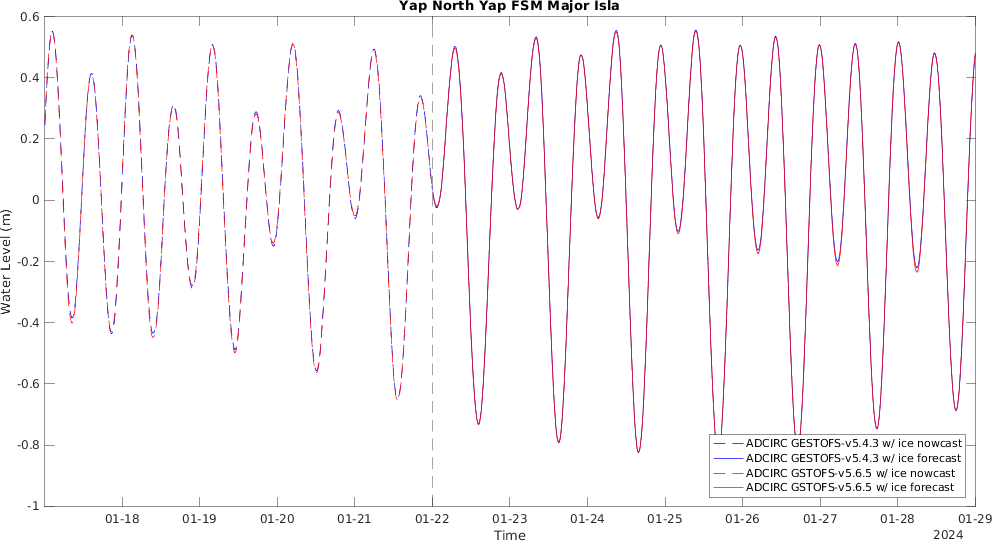 Yap North Yap FSM Major Isla
0.6
0.4
0.2
0
-0.2
-0.4
-0.6
-0.8
-1
Water Level (m)
ADCIRC GESTOFS-v5.4.3 w/ ice nowcast
ADCIRC GESTOFS-v5.4.3 w/ ice forecast
ADCIRC GSTOFS-v5.6.5 w/ ice nowcast
ADCIRC GSTOFS-v5.6.5 w/ ice forecast
01-18 01-19 01-20 01-21 01-22 01-23 01-24 01-25 01-26 01-27 01-28 01-29
Time
2024